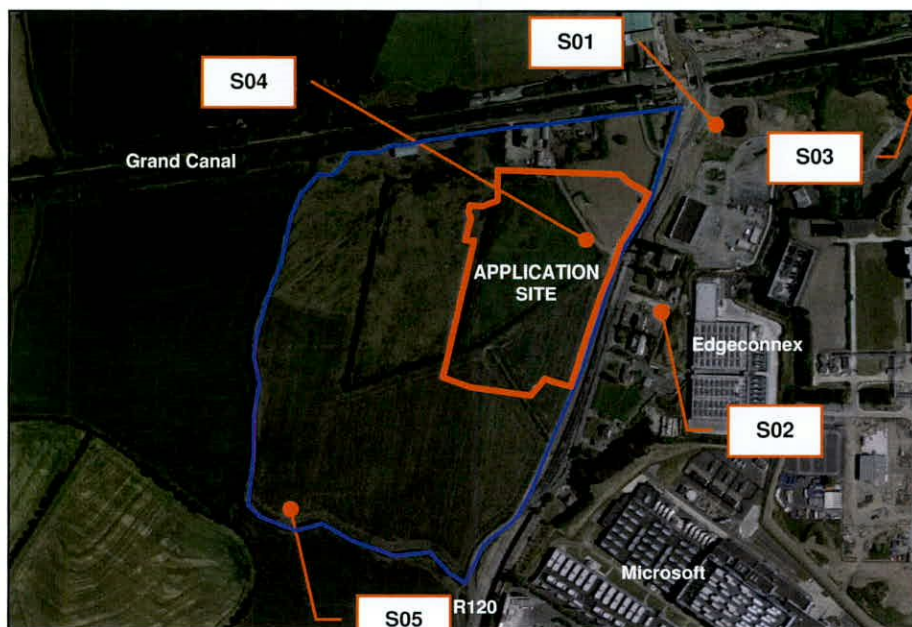 S01
S04
S03
Grand Canal
APPLICATION
SITE
Edgeconnex
S02
Microsoft
S05
R120